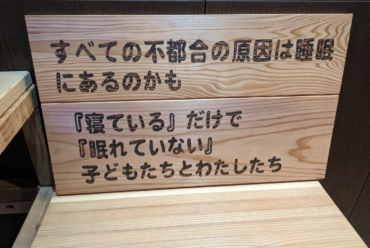 すべての不都合の原因は睡眠
にあるのかも
『寝ている』だけで
『眠れていない』
子どもたちとわたしたち